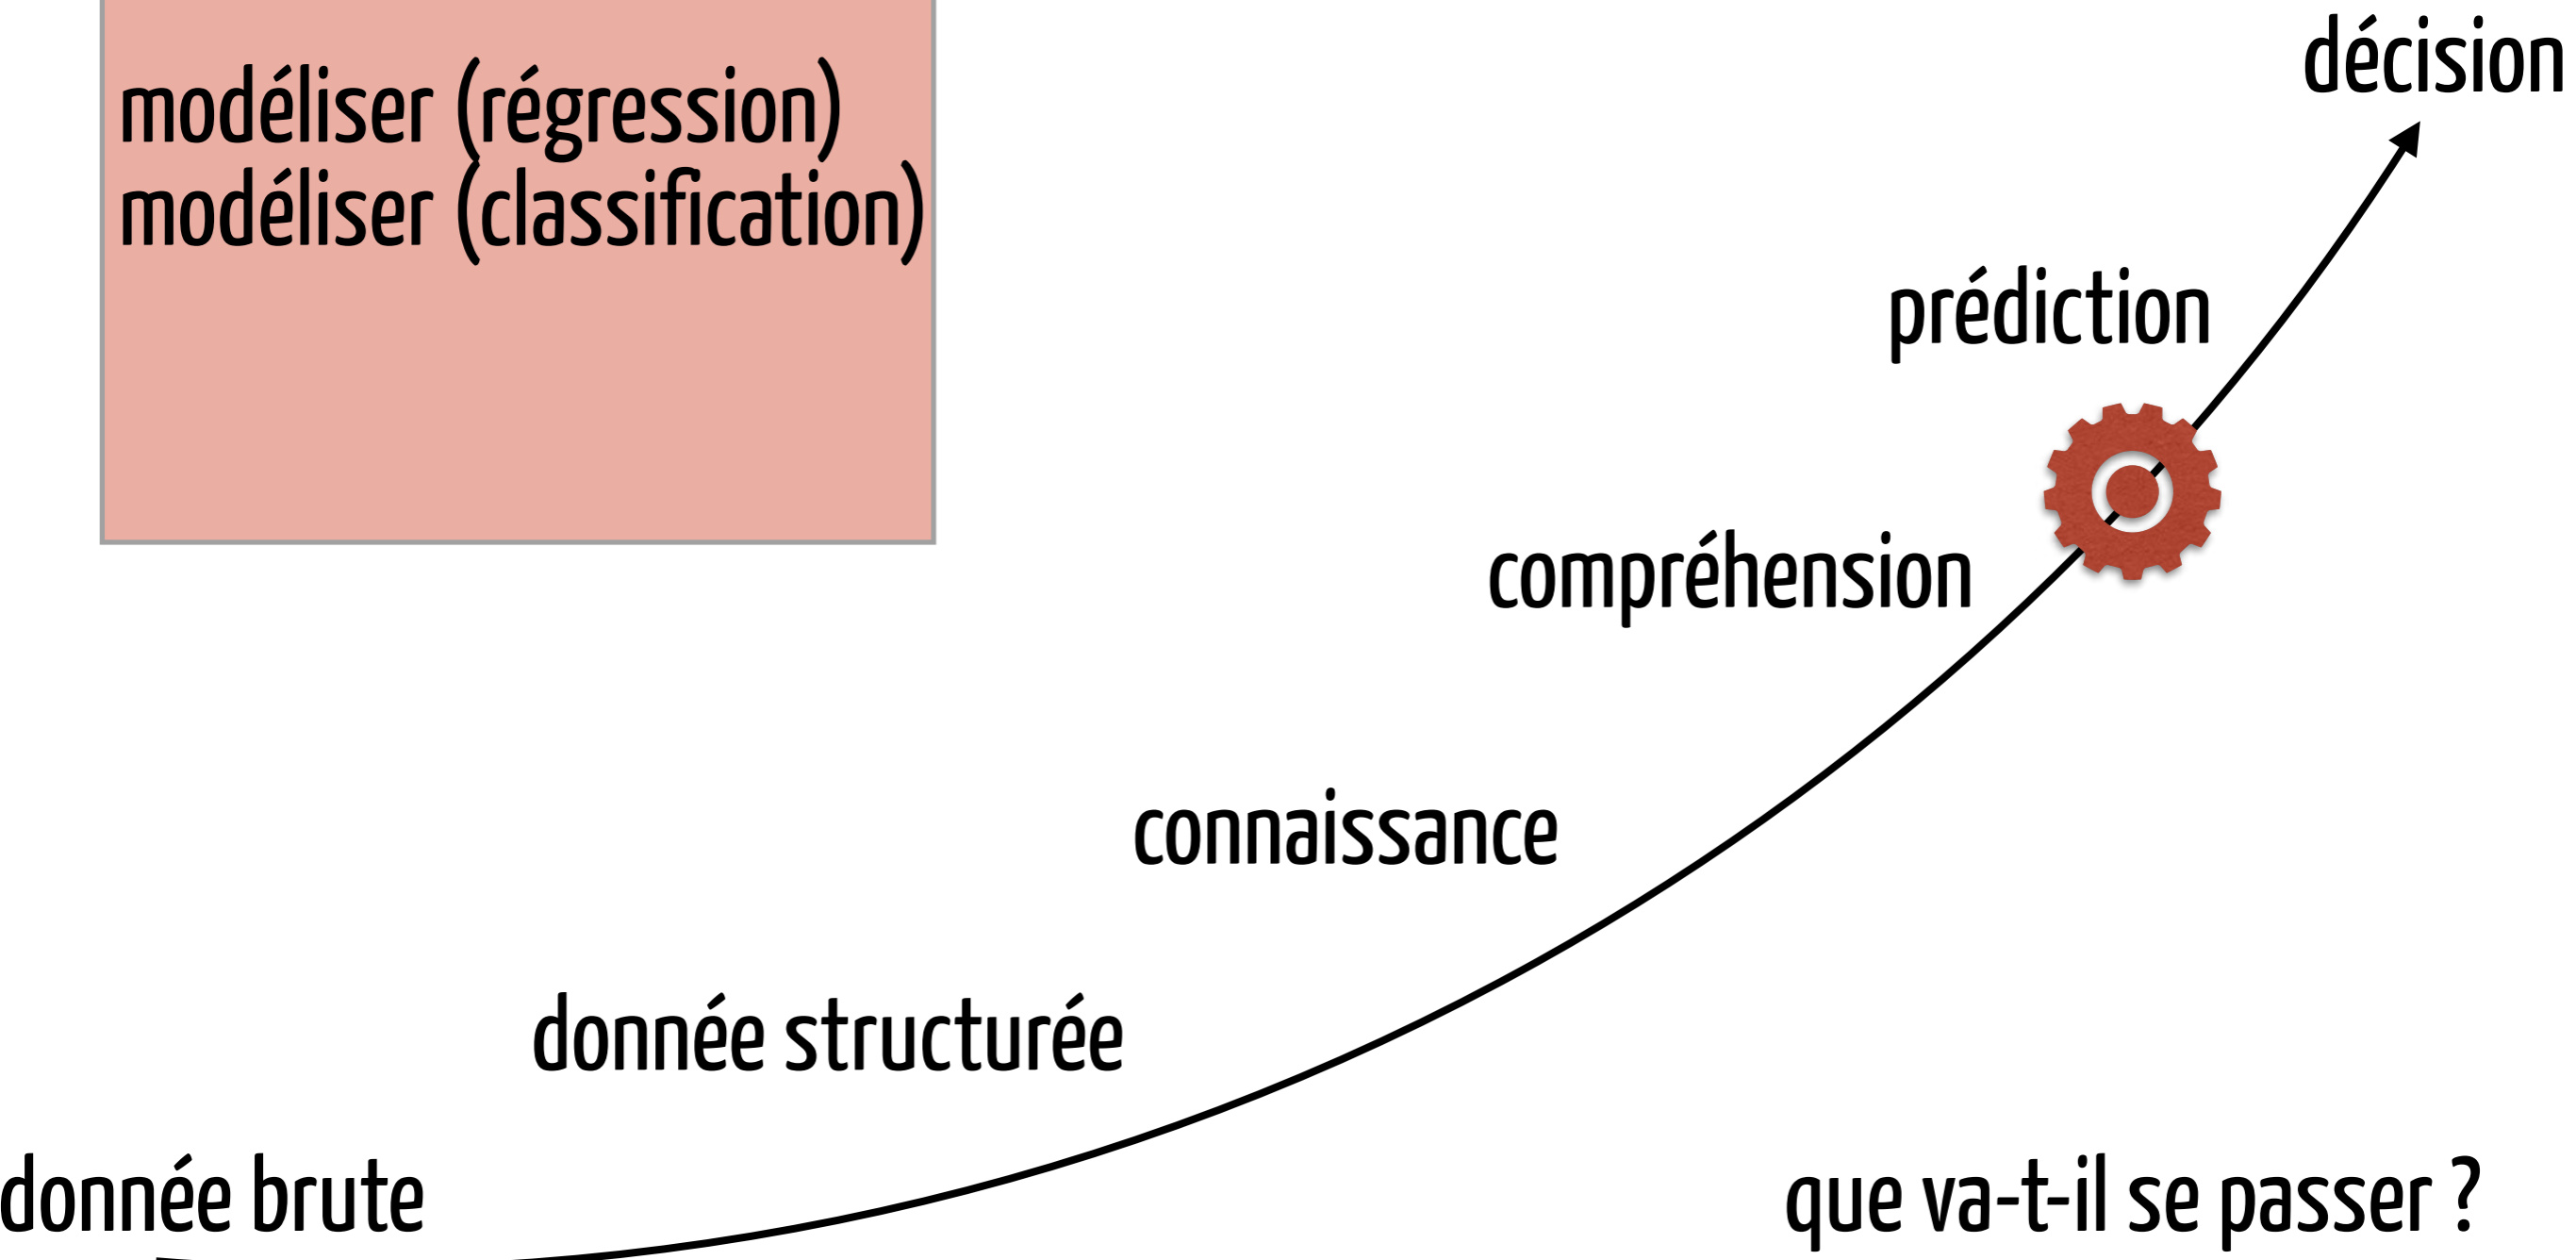 modéliser (régression)
modéliser (classification)
décision
prédiction
compréhension
connaissance
donnée structurée
donnée brute
que va-t-il se passer ?